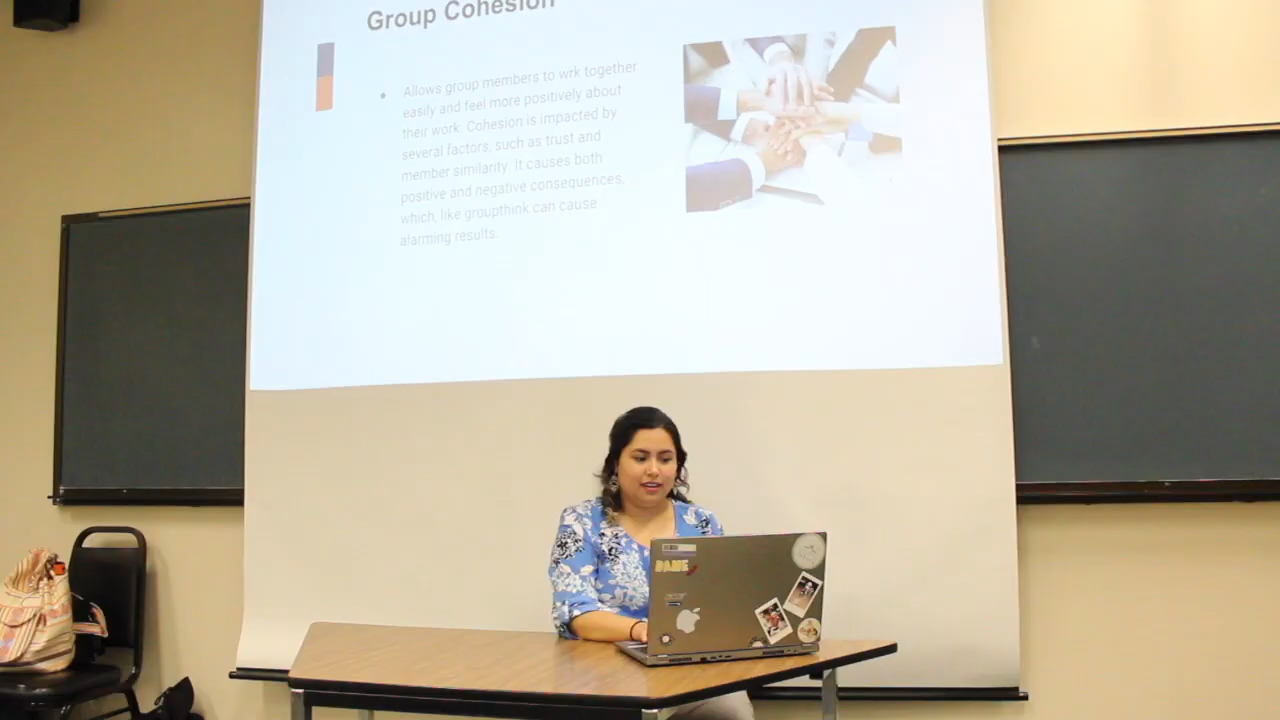 Group Cohesion
Allows group members to wrk together
easily and feel more positively about
their work. Cohesion is impacted by
several factors, such as trust and
member similarity. It causes both
positive and negative consequences,
which, like groupthink can cause
alarming results.
DAME